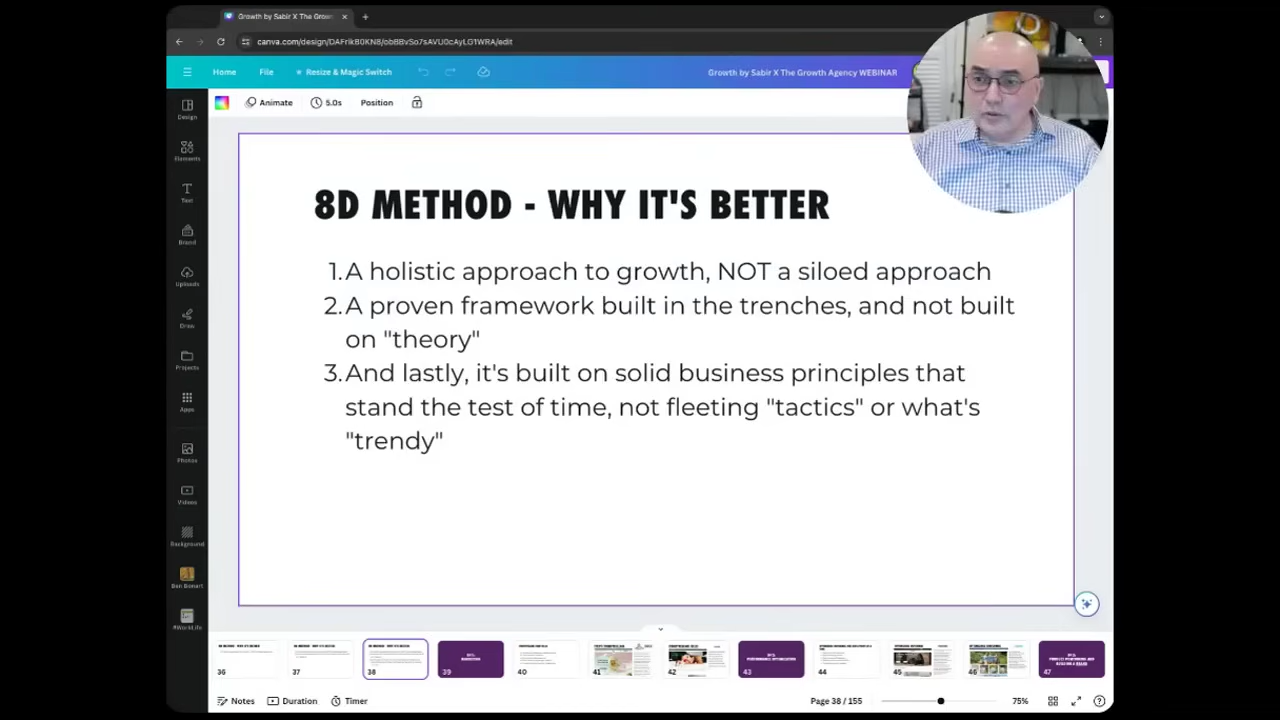 Growth by Sabir X The Grow
canva.com/design/DAFrikB0KN8/obBBvSo7sAVU0cAyLG1WRA/edit
Home
File
Resize & Magic Switch
Growth by Sabir X The Growth Agency WEBINAR
Animate
5.0s
Position
Design
Elements
Text
Brand
Uploads
Draw
Projects
Apps
Photos
Videos
Background
8D METHOD - WHY IT'S BETTER
1. A holistic approach to growth, NOT a siloed approach
2. A proven framework built in the trenches, and not built
on "theory"
3. And lastly, it's built on solid business principles that
stand the test of time, not fleeting "tactics" or what's
"trendy"
36
37
38
39
40
41
42
43
44
45
46
47
Notes
Duration
Timer
Page 38 / 155
75%